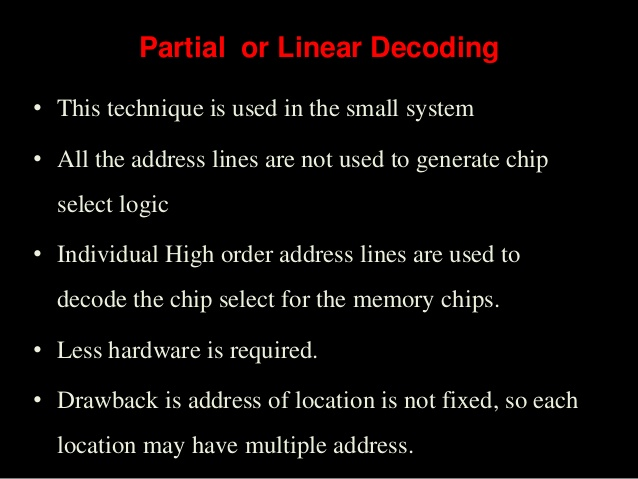 Partial or Linear Decoding
• This technique is used in the small system
• All the address lines are not used to generate chip
select logic
• Individual High order address lines are used to
decode the chip select for the memory chips.
• Less hardware is required.
• Drawback is address of location is not fixed, so each
location may have multiple address.